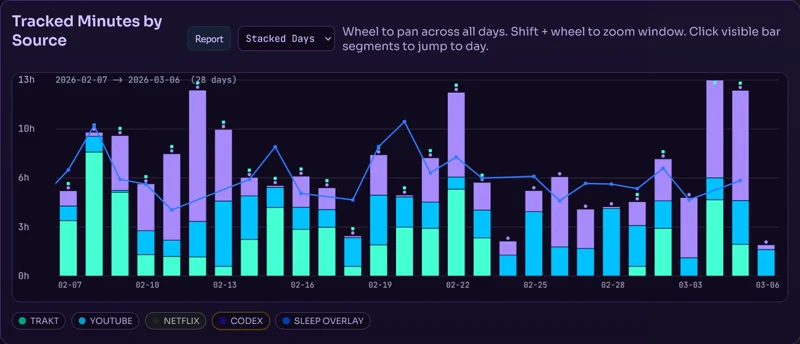 Tracked Minutes by
Source
Report
Stacked Days
Wheel to pan across all days. Shift + wheel to zoom window. Click visible bar
segments to jump to day.
13h
2026-02-07 -> 2026-03-06 (28 days)
10h
6h
3h
0h
02-07 02-10 02-13 02-16 02-19 02-22 02-25 02-28 03-03 03-06
TRAKT YOUTUBE NETFLIX CODEX SLEEP OVERLAY